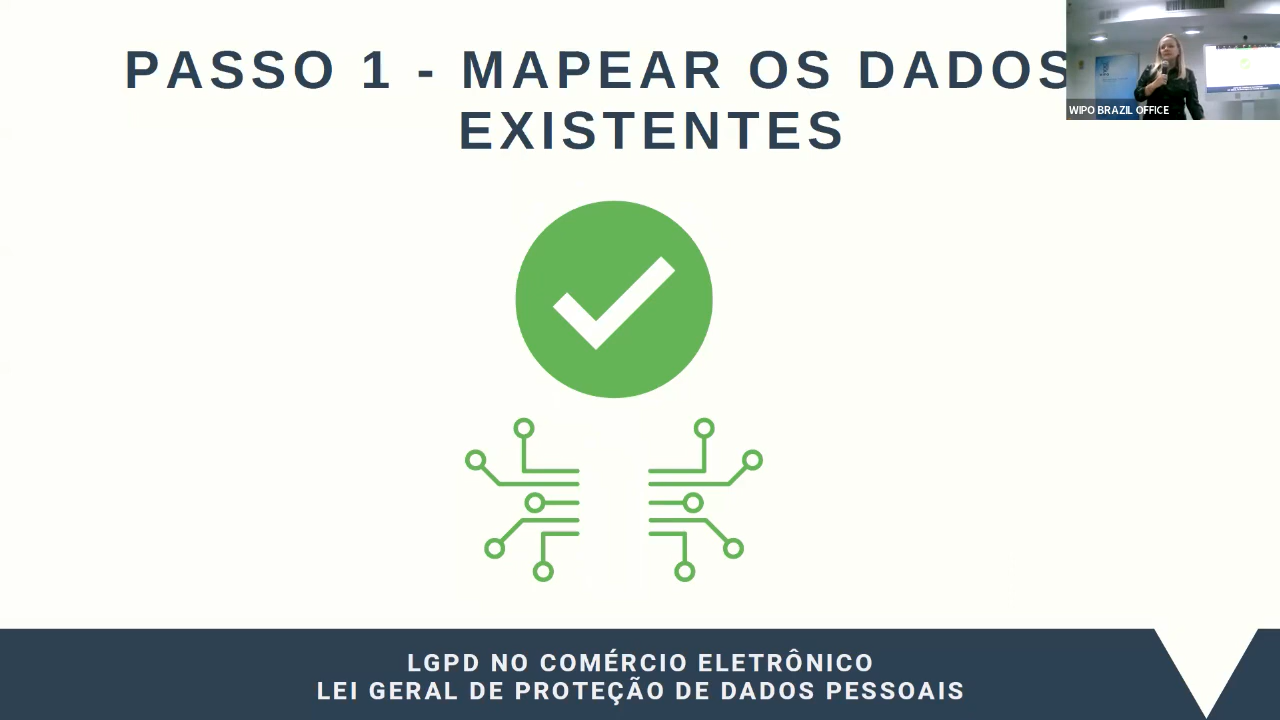 PASSO 1 - MAPEAR OS DADOS
EXISTENTES
WIPO BRAZIL OFFICE
LGPD NO COMÉRCIO ELETRÔNICO
LEI GERAL DE PROTEÇÃO DE DADOS PESSOAIS